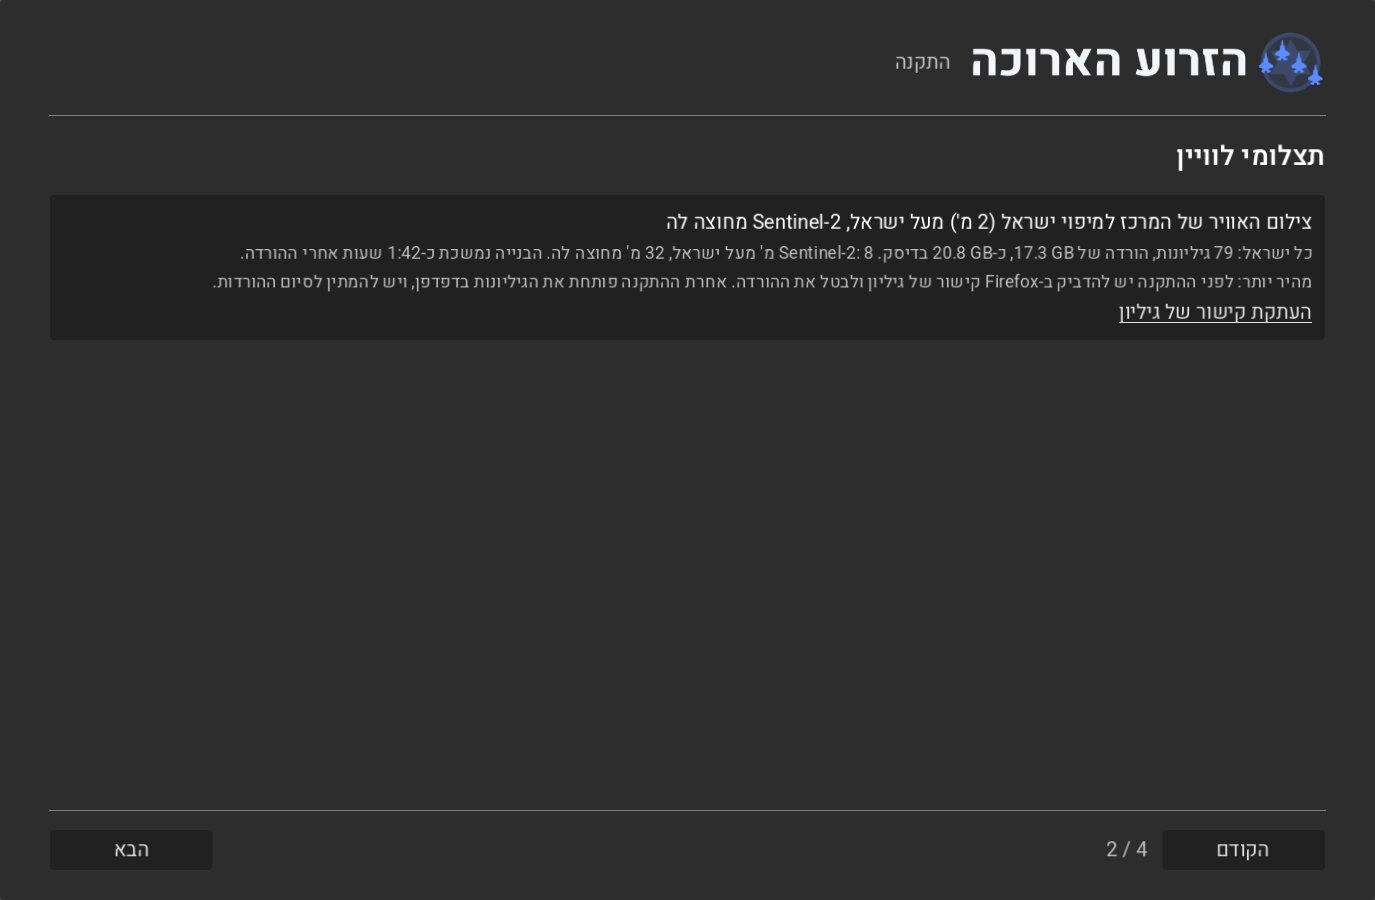 הזרוע הארוכה התקנה
תצלומי לוויין
צילום האוויר של המרכז למיפוי ישראל (2 מ') מעל ישראל, Sentinel-2 מחוצה לה
כל ישראל: 79 גיליונות, הורדה של 17.3 GB, כ-20.8 GB בדיסק. Sentinel-2: 8 מ' מעל ישראל, 32 מ' מחוצה לה. הבנייה נמשכת כ-1:42 שעות אחרי ההורדה.
מהיר יותר: לפני ההתקנה יש להדביק ב-Firefox קישור של גיליון ולבטל את ההורדה. אחרת ההתקנה פותחת את הגיליונות בדפדפן, ויש להמתין לסיום ההורדות.
העתקת קישור של גיליון
הקודם 2 / 4 הבא